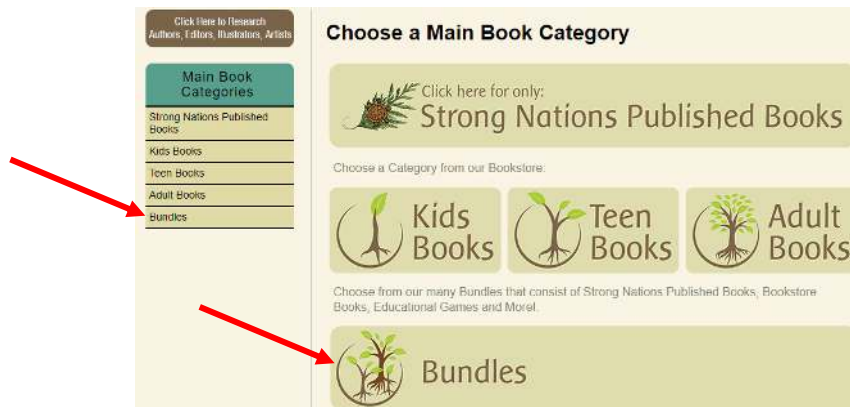 Click Here to Research
Authors, Editors, Illustrators, Artists
Main Book
Categories
Strong Nations Published
Books
Kids Books
Teen Books
Adult Books
Bundles
Choose a Main Book Category
Click here for only:
Strong Nations Published Books
Choose a Category from our Bookstore:
Kids
Books
Teen
Books
Adult
Books
Choose from our many Bundles that consist of Strong Nations Published Books, Bookstore
Books, Educational Games and More!.
Bundles